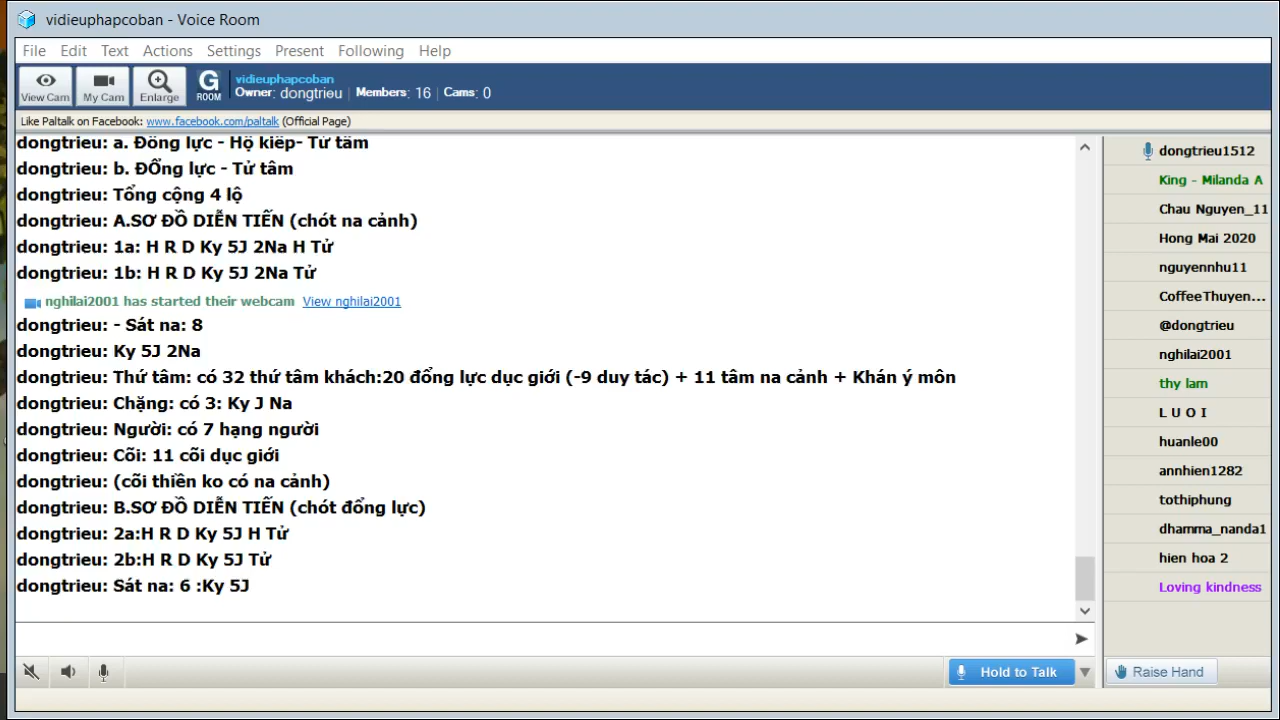 vidieuphapcoban - Voice Room
File Edit Text Actions Settings Present Following Help
View Cam My Cam Enlarge G ROOM vidieuphapcoban
Owner: dongtrieu | Members: 16 | Cams: 0
Like Paltalk on Facebook: www.facebook.com/paltalk (Official Page)
dongtrieu: a. Đổng lực - Hộ kiếp- Tử tâm
dongtrieu: b. ĐỔng lực - Tử tâm
dongtrieu: Tổng cộng 4 lộ
dongtrieu: A.SƠ ĐỒ DIỄN TIẾN (chót na cảnh)
dongtrieu: 1a: H R D Ky 5J 2Na H Tử
dongtrieu: 1b: H R D Ky 5J 2Na Tử
nghilai2001 has started their webcam View nghilai2001
dongtrieu: - Sát na: 8
dongtrieu: Ky 5J 2Na
dongtrieu: Thứ tâm: có 32 thứ tâm khách:20 đổng lực dục giới (-9 duy tác) + 11 tâm na cảnh + Khán ý môn
dongtrieu: Chặng: có 3: Ky J Na
dongtrieu: Người: có 7 hạng người
dongtrieu: Cõi: 11 cõi dục giới
dongtrieu: (cõi thiền ko có na cảnh)
dongtrieu: B.SƠ ĐỒ DIỄN TIẾN (chót đổng lực)
dongtrieu: 2a:H R D Ky 5J H Tử
dongtrieu: 2b:H R D Ky 5J Tử
dongtrieu: Sát na: 6 :Ky 5J
dongtrieu1512
King - Milanda A
Chau Nguyen_11
Hong Mai 2020
nguyennhu11
CoffeeThuyen...
@dongtrieu
nghilai2001
thy lam
L U O I
huanle00
annhien1282
tothiphung
dhamma_nanda1
hien hoa 2
Loving kindness
Hold to Talk
Raise Hand